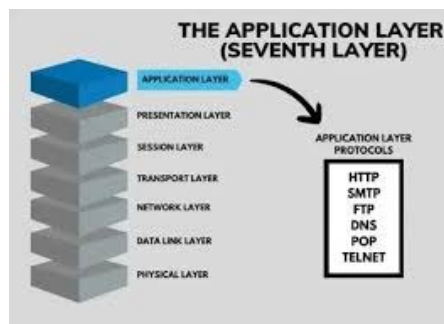 THE APPLICATION LAYER
(SEVENTH LAYER)
APPLICATION LAYER
PRESENTATION LAYER
SESSION LAYER
TRANSPORT LAYER
NETWORK LAYER
DATA LINK LAYER
PHYSICAL LAYER
APPLICATION LAYER
PROTOCOLS
HTTP
SMTP
FTP
DNS
POP
TELNET